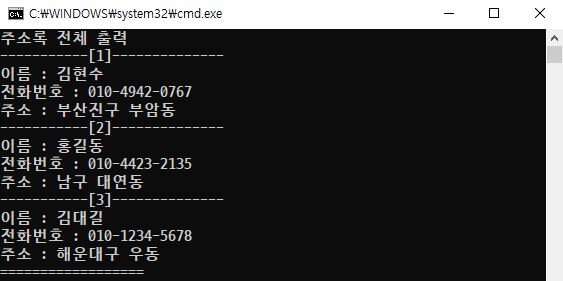 C:₩WINDOWS₩system32₩cmd.exe
주소록 전체 출력
-----------[1]--------------
이름 : 김현수
전화번호 : 010-4942-0767
주소 : 부산진구 부암동
-----------[2]--------------
이름 : 홍길동
전화번호 : 010-4423-2135
주소 : 남구 대연동
-----------[3]--------------
이름 : 김대길
전화번호 : 010-1234-5678
주소 : 해운대구 우동
==================